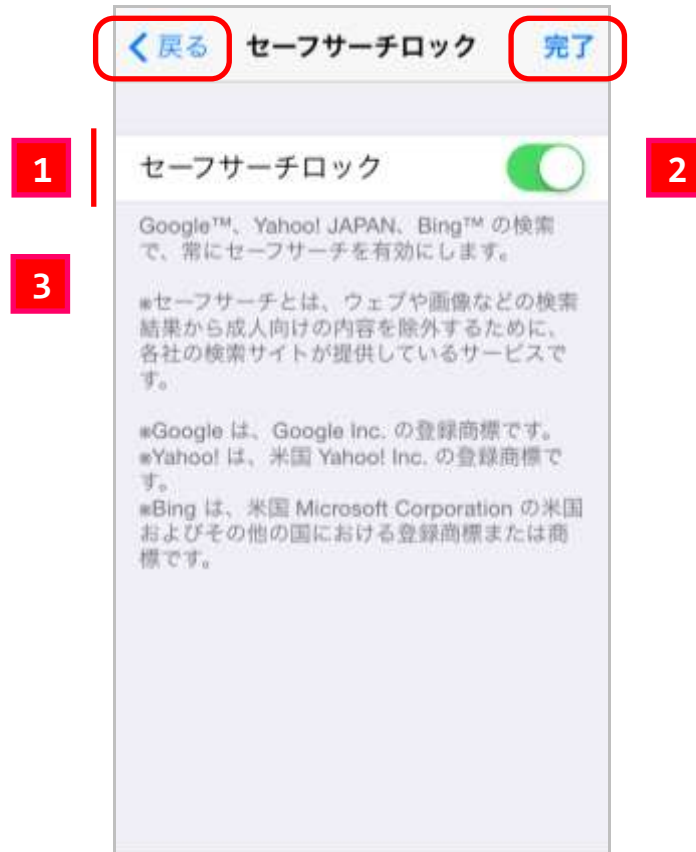 戻る セーフサーチロック 完了
1 セーフサーチロック 2
Google™、Yahoo! JAPAN、Bing™ の検索
で、常にセーフサーチを有効にします。
3
※セーフサーチとは、ウェブや画像などの検索
結果から成人向けの内容を除外するために、
各社の検索サイトが提供しているサービスで
す。
※Google は、Google Inc. の登録商標です。
※Yahoo! は、米国 Yahoo! Inc. の登録商標で
す。
※Bing は、米国 Microsoft Corporation の米国
およびその他の国における登録商標または商
標です。